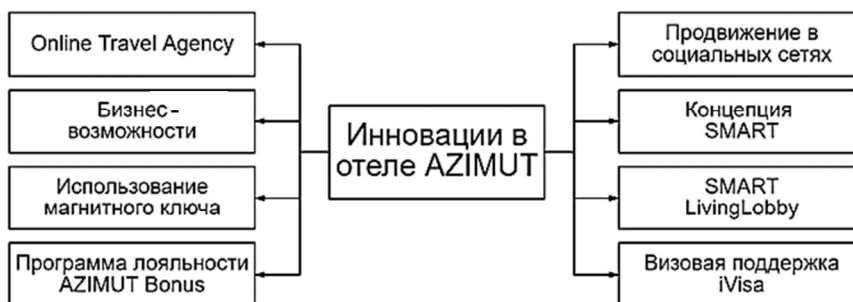 Online Travel Agency
Бизнес-
возможности
Использование
магнитного ключа
Программа лояльности
AZIMUT Bonus
Инновации в
отеле AZIMUT
Продвижение в
социальных сетях
Концепция
SMART
SMART
LivingLobby
Визовая поддержка
iVisa